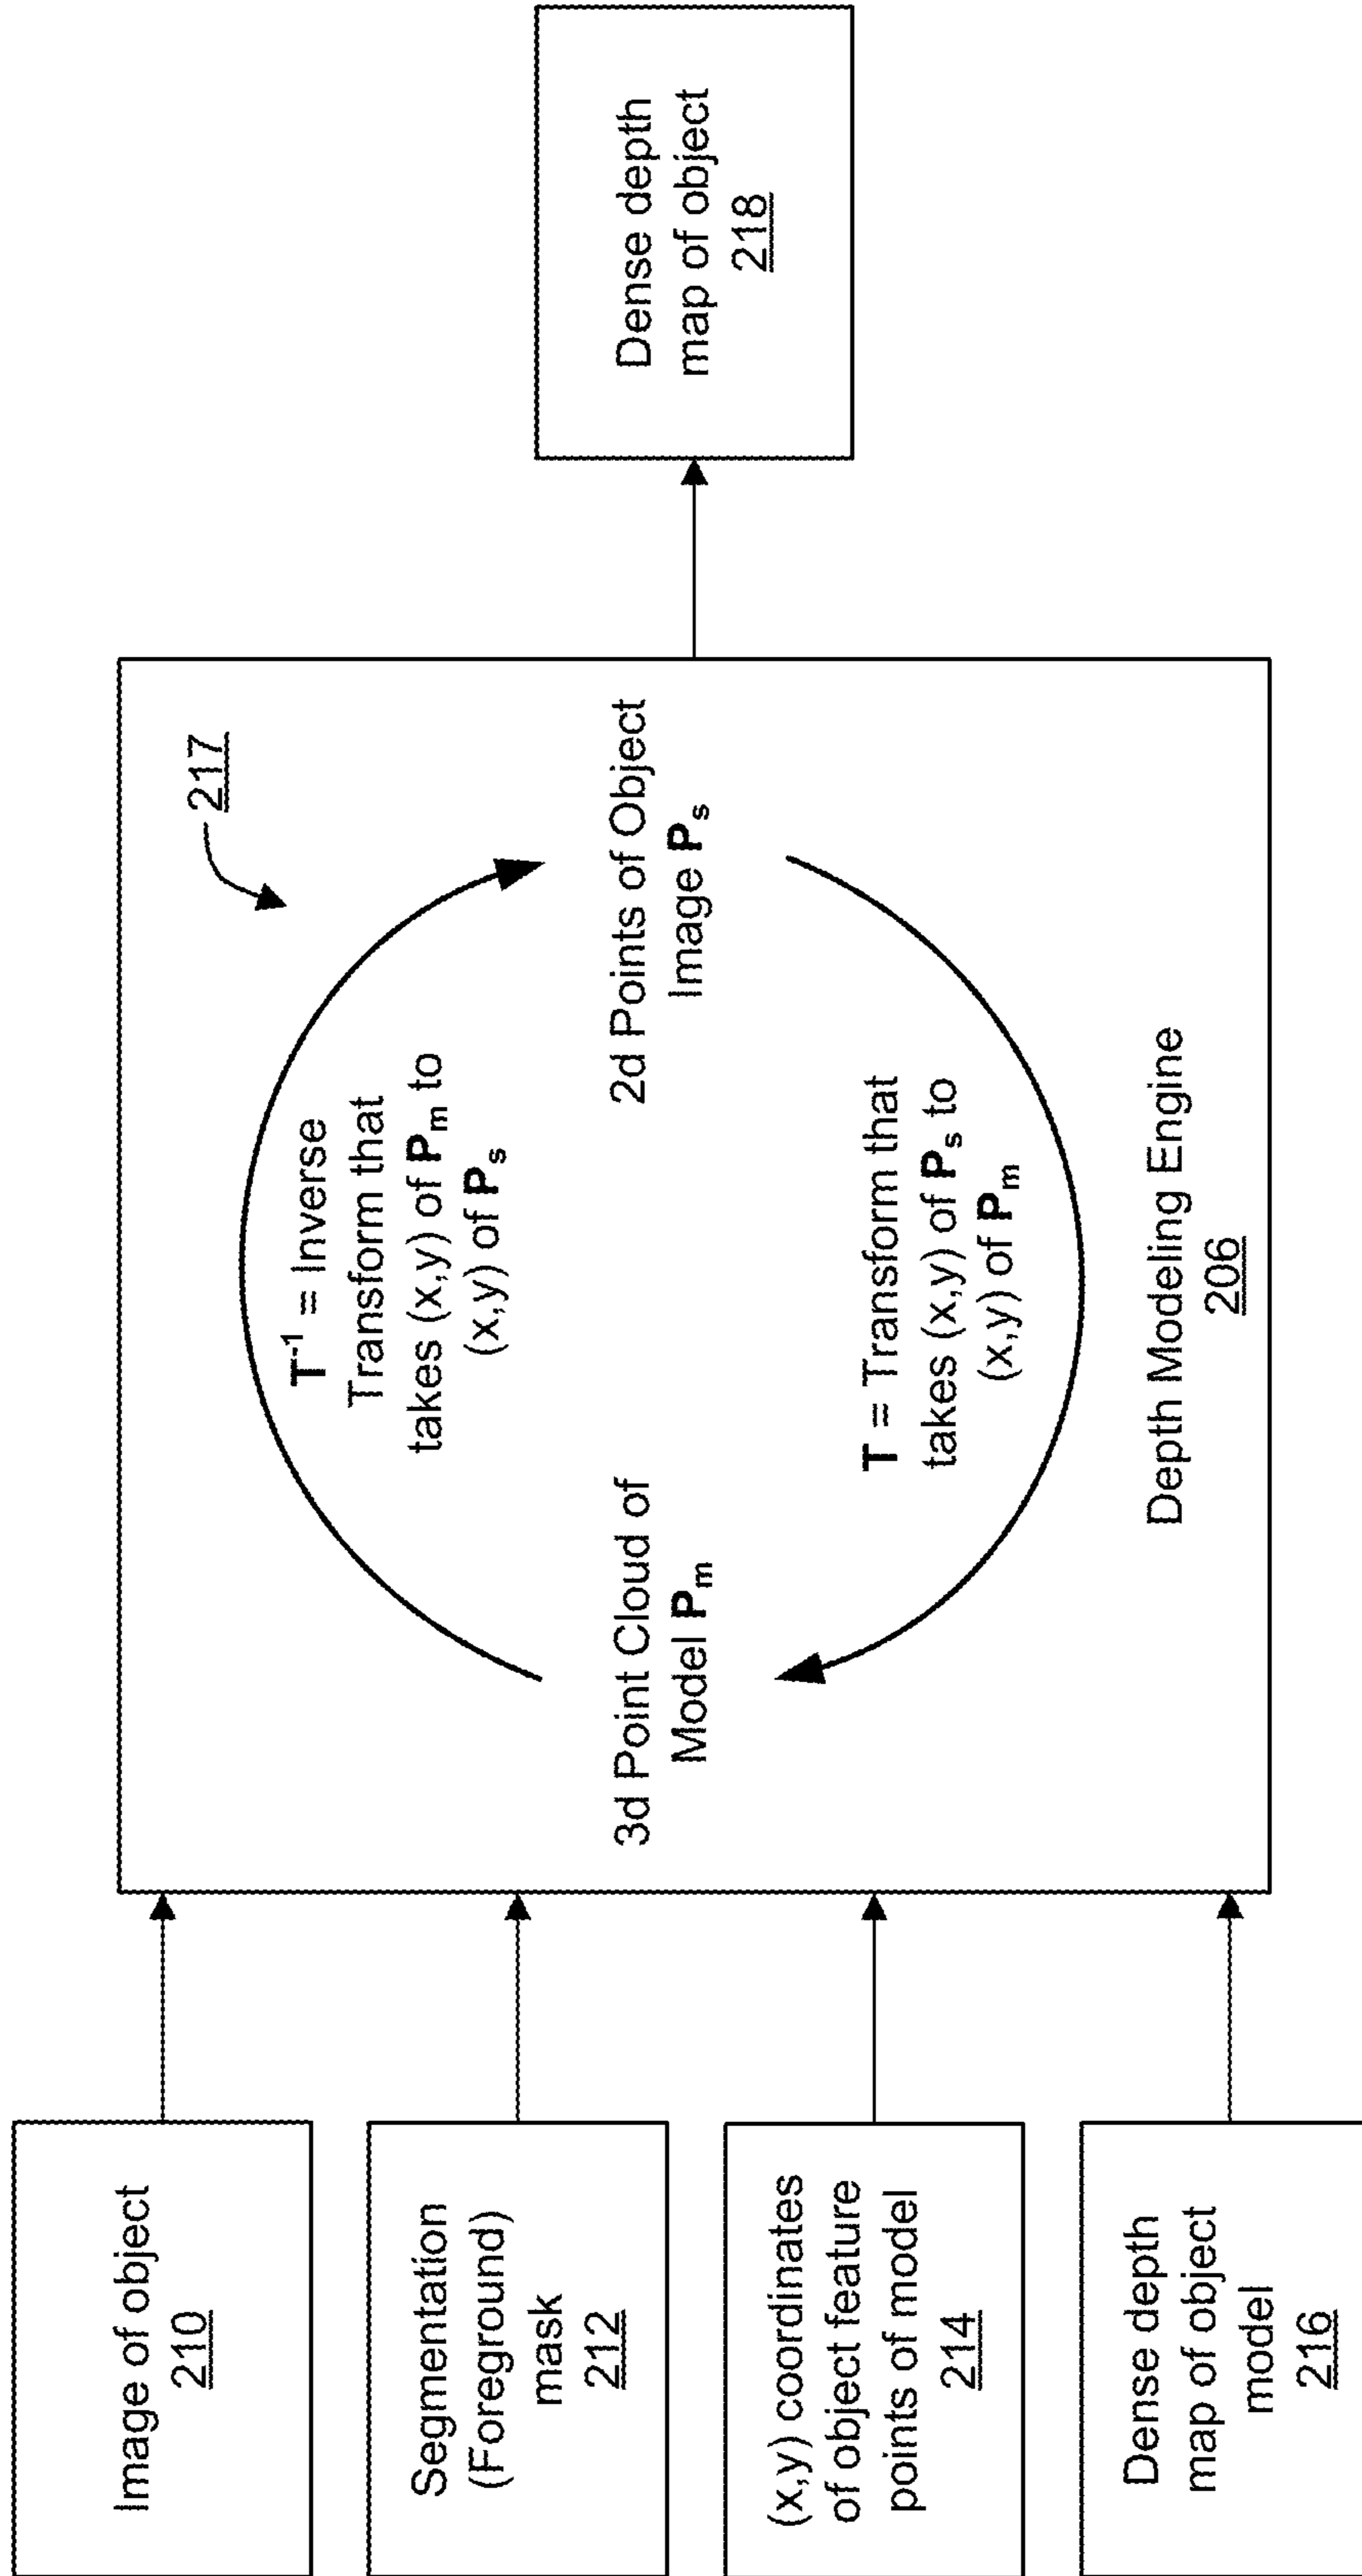 Image of object
210
Segmentation
(Foreground)
mask
212
(x,y) coordinates
of object feature
points of model
214
Dense depth
map of object
model
216
217
T⁻¹ = Inverse
Transform that
takes (x,y) of Pₘ to
(x,y) of Pₛ
3d Point Cloud of
Model Pₘ
2d Points of Object
Image Pₛ
T = Transform that
takes (x,y) of Pₛ to
(x,y) of Pₘ
Depth Modeling Engine
206
Dense depth
map of object
218